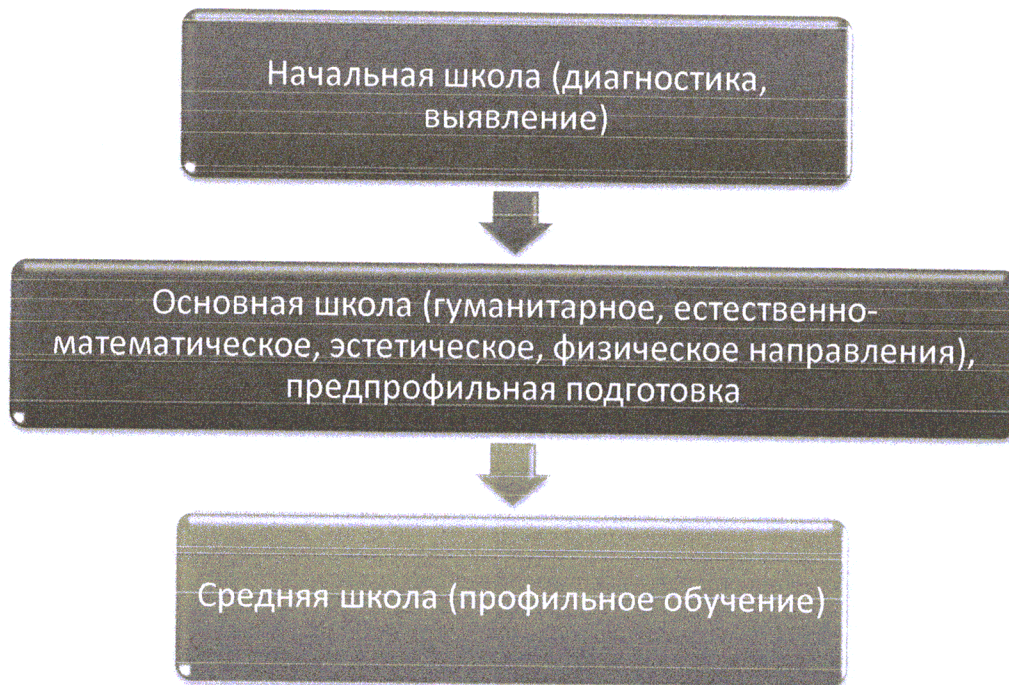 Начальная школа (диагностика,
выявление)
Основная школа (гуманитарное, естественно-
математическое, эстетическое, физическое направления),
предпрофильная подготовка
Средняя школа (профильное обучение)